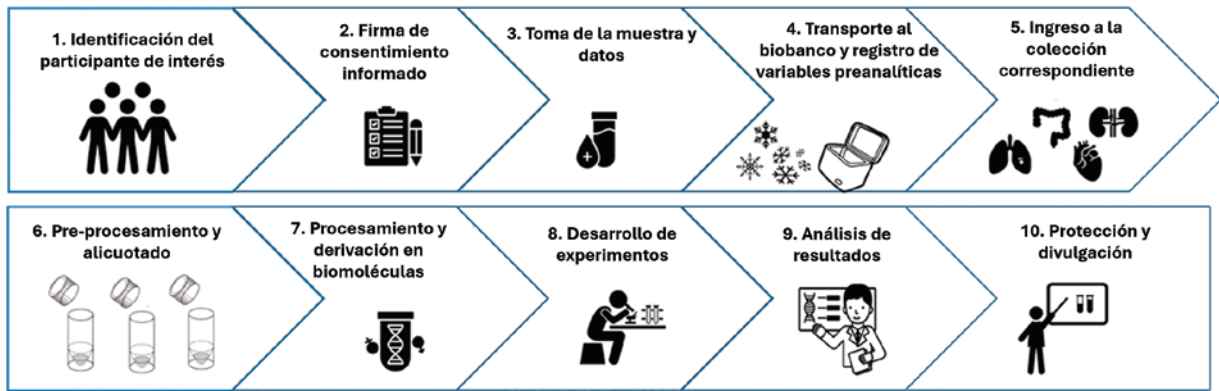 1. Identificación del
participante de interés
2. Firma de
consentimiento
informado
3. Toma de la muestra y
datos
4. Transporte al
biobanco y registro de
variables preanalíticas
5. Ingreso a la
colección
correspondiente
6. Pre-procesamiento y
alicuotado
7. Procesamiento y
derivación en
biomoléculas
8. Desarrollo de
experimentos
9. Análisis de
resultados
10. Protección y
divulgación